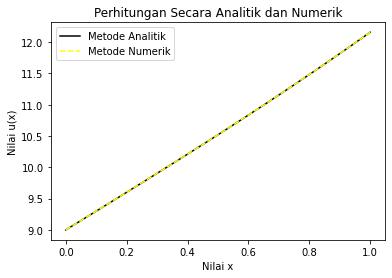 Perhitungan Secara Analitik dan Numerik
Metode Analitik
Metode Numerik
12.0
11.5
11.0
10.5
10.0
9.5
9.0
Nilai u(x)
0.0 0.2 0.4 0.6 0.8 1.0
Nilai x